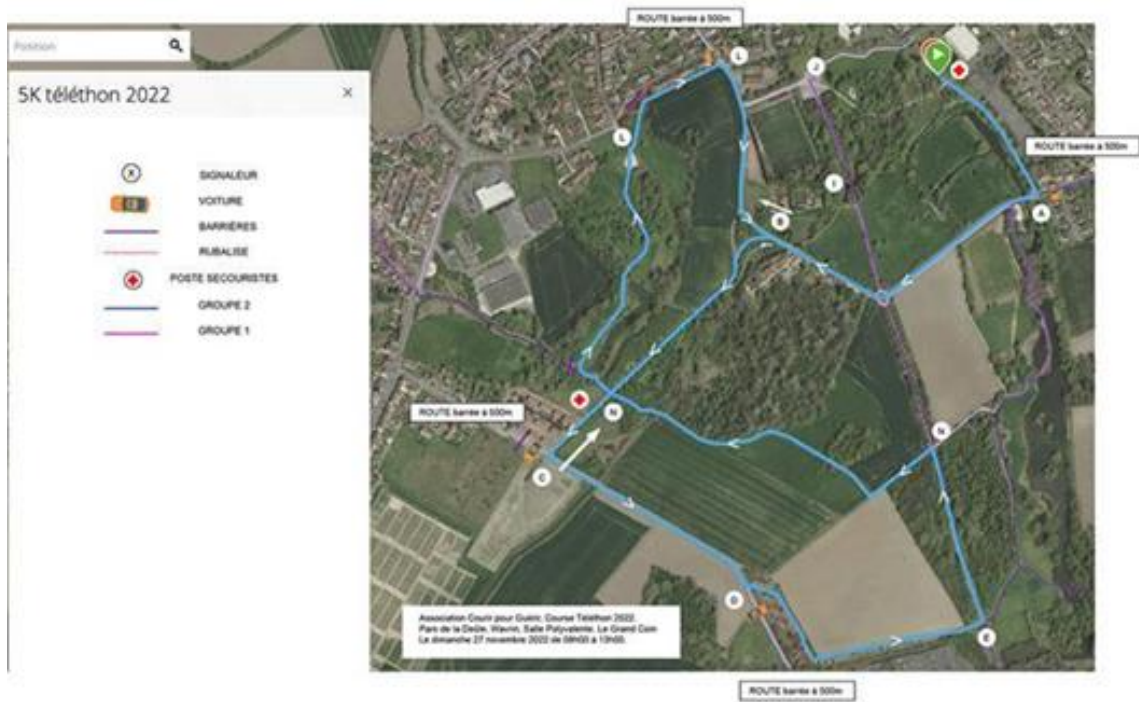 ROUTE barrée à 500m
Position
5K téléthon 2022
×
X
SIGNALEUR
VOITURE
BARRIÈRES
RUBALISE
POSTE SECOURISTES
GROUPE 2
GROUPE 1
L
J
L
ROUTE barrée à 500m
I
A
B
ROUTE barrée à 500m
N
N
C
D
E
Association Courir pour Guérir, Course Téléthon 2022.
Parc de la Deûle, Wavrin, Salle Polyvalente, Le Grand Com
Le dimanche 27 novembre 2022 de 08h00 à 13h00.
ROUTE barrée à 500m